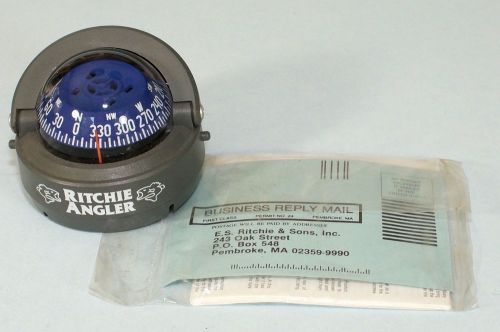 30 0 330 300 270 240
N NW W
RITCHIE
ANGLER
BUSINESS REPLY MAIL
FIRST CLASS PERMIT NO. 24 PEMBROKE MA
POSTAGE WILL BE PAID BY ADDRESSEE
E.S. Ritchie & Sons, Inc.
243 Oak Street
P.O. Box 548
Pembroke, MA 02359-9990